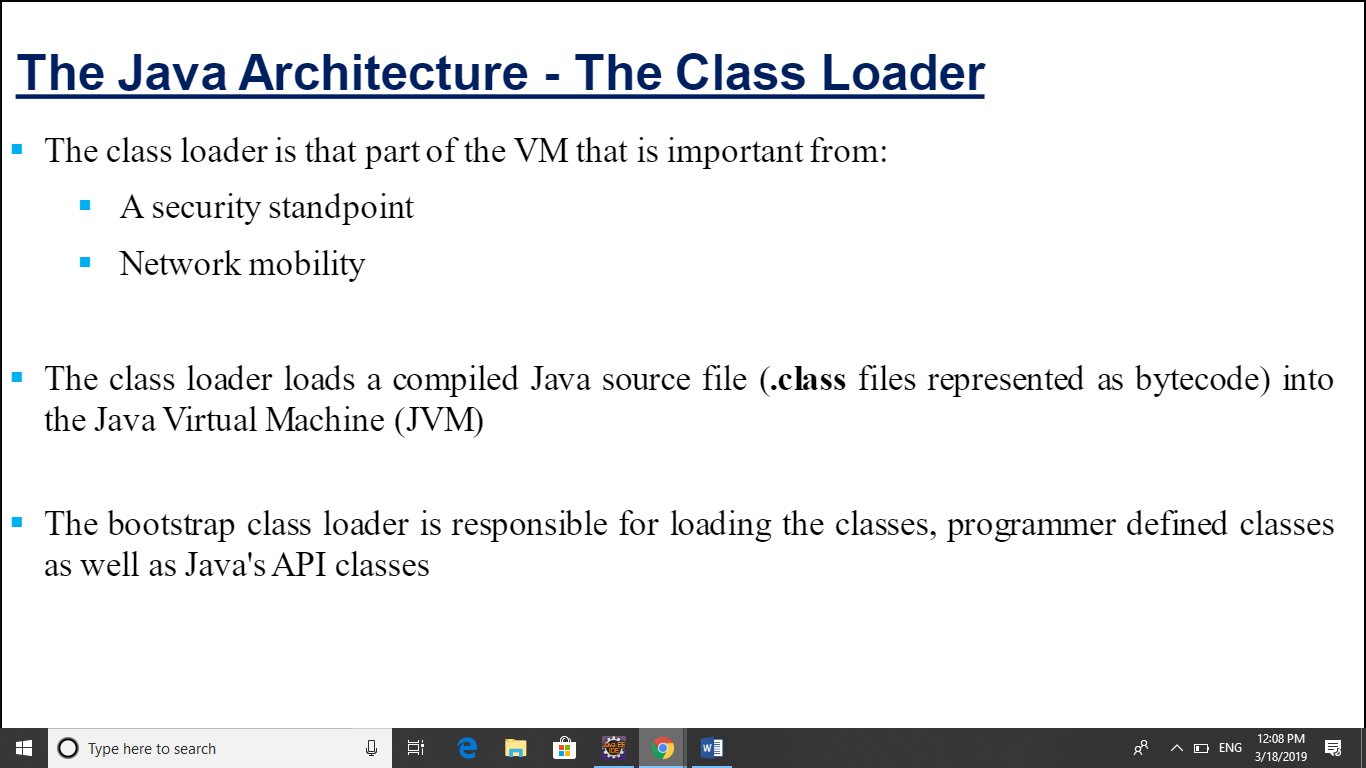 The Java Architecture - The Class Loader
The class loader is that part of the VM that is important from:
A security standpoint
Network mobility
The class loader loads a compiled Java source file (.class files represented as bytecode) into
the Java Virtual Machine (JVM)
The bootstrap class loader is responsible for loading the classes, programmer defined classes
as well as Java's API classes
Type here to search
ENG
12:08 PM
3/18/2019